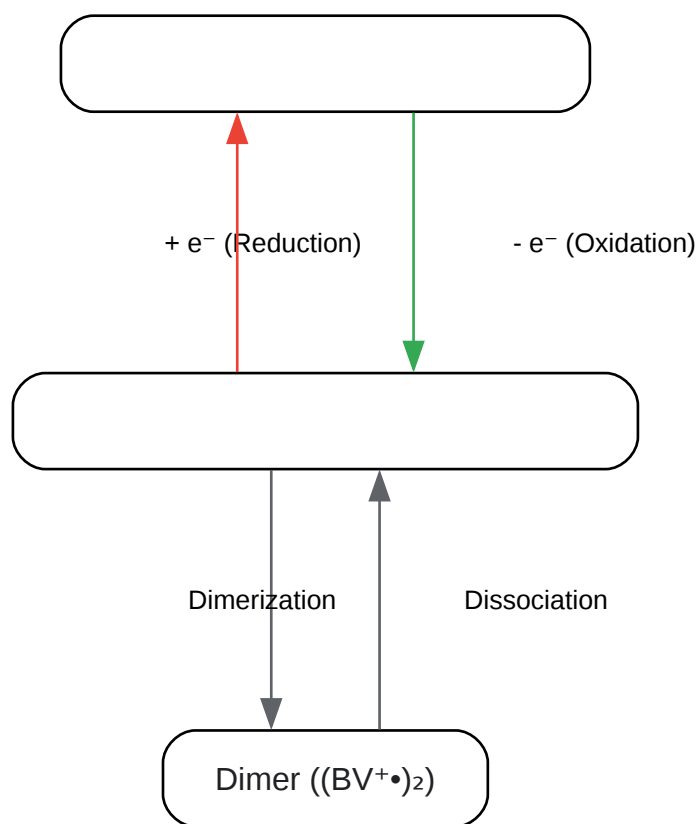 + e⁻ (Reduction)
- e⁻ (Oxidation)
Dimerization
Dissociation
Dimer ((BV⁺•)₂)